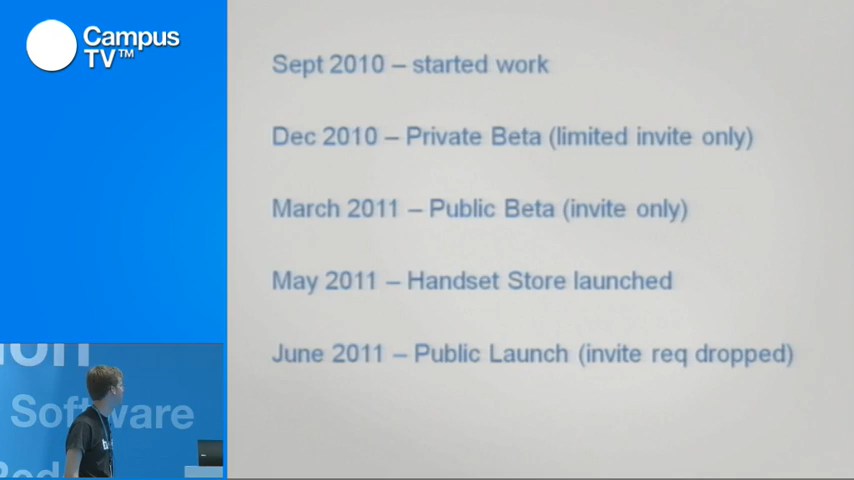 Campus
TV™
Sept 2010 – started work
Dec 2010 – Private Beta (limited invite only)
March 2011 – Public Beta (invite only)
May 2011 – Handset Store launched
June 2011 – Public Launch (invite req dropped)
Software